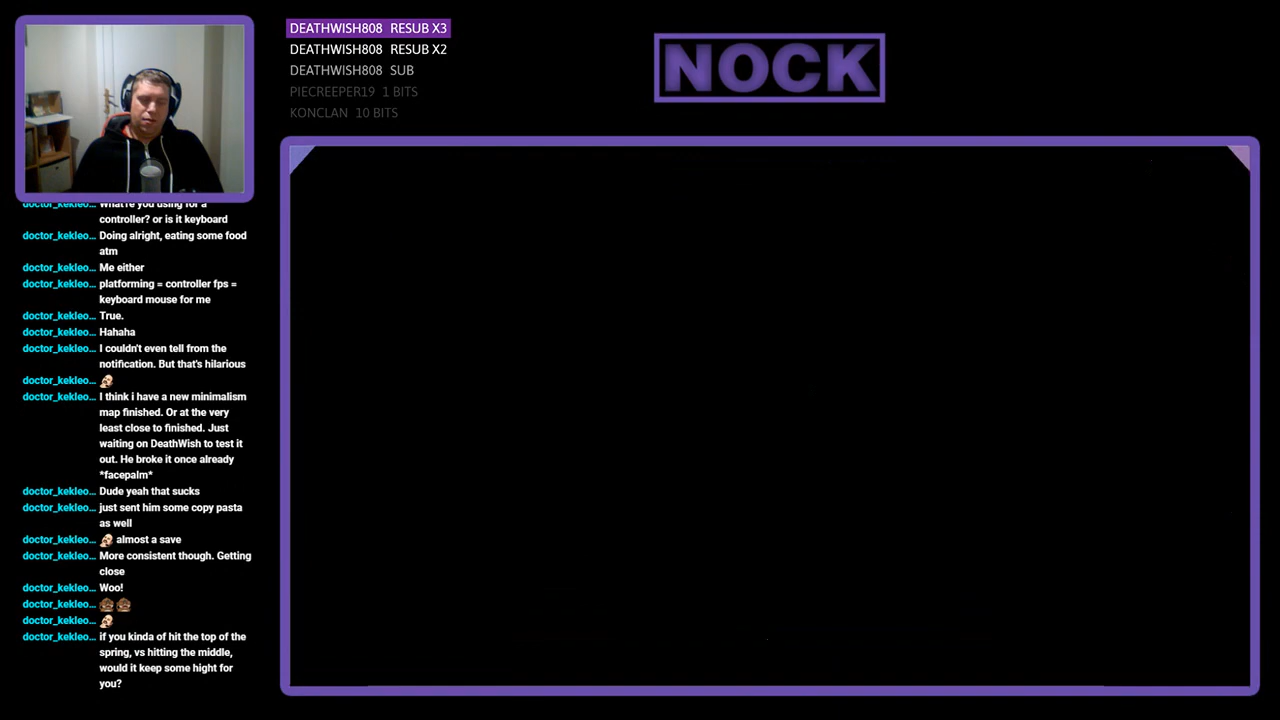 DEATHWISH808 RESUB X3
DEATHWISH808 RESUB X2
DEATHWISH808 SUB
PIECREEPER19 1 BITS
KONCLAN 10 BITS
NOCK
doctor_kekleo... What're you using for a
controller? or is it keyboard
doctor_kekleo... Doing alright, eating some food
atm
doctor_kekleo... Me either
doctor_kekleo... platforming = controller fps =
keyboard mouse for me
doctor_kekleo... True.
doctor_kekleo... Hahaha
doctor_kekleo... I couldn't even tell from the
notification. But that's hilarious
doctor_kekleo...
doctor_kekleo... I think i have a new minimalism
map finished. Or at the very
least close to finished. Just
waiting on DeathWish to test it
out. He broke it once already
*facepalm*
doctor_kekleo... Dude yeah that sucks
doctor_kekleo... just sent him some copy pasta
as well
doctor_kekleo... almost a save
doctor_kekleo... More consistent though. Getting
close
doctor_kekleo... Woo!
doctor_kekleo...
doctor_kekleo...
doctor_kekleo... if you kinda of hit the top of the
spring, vs hitting the middle,
would it keep some hight for
you?